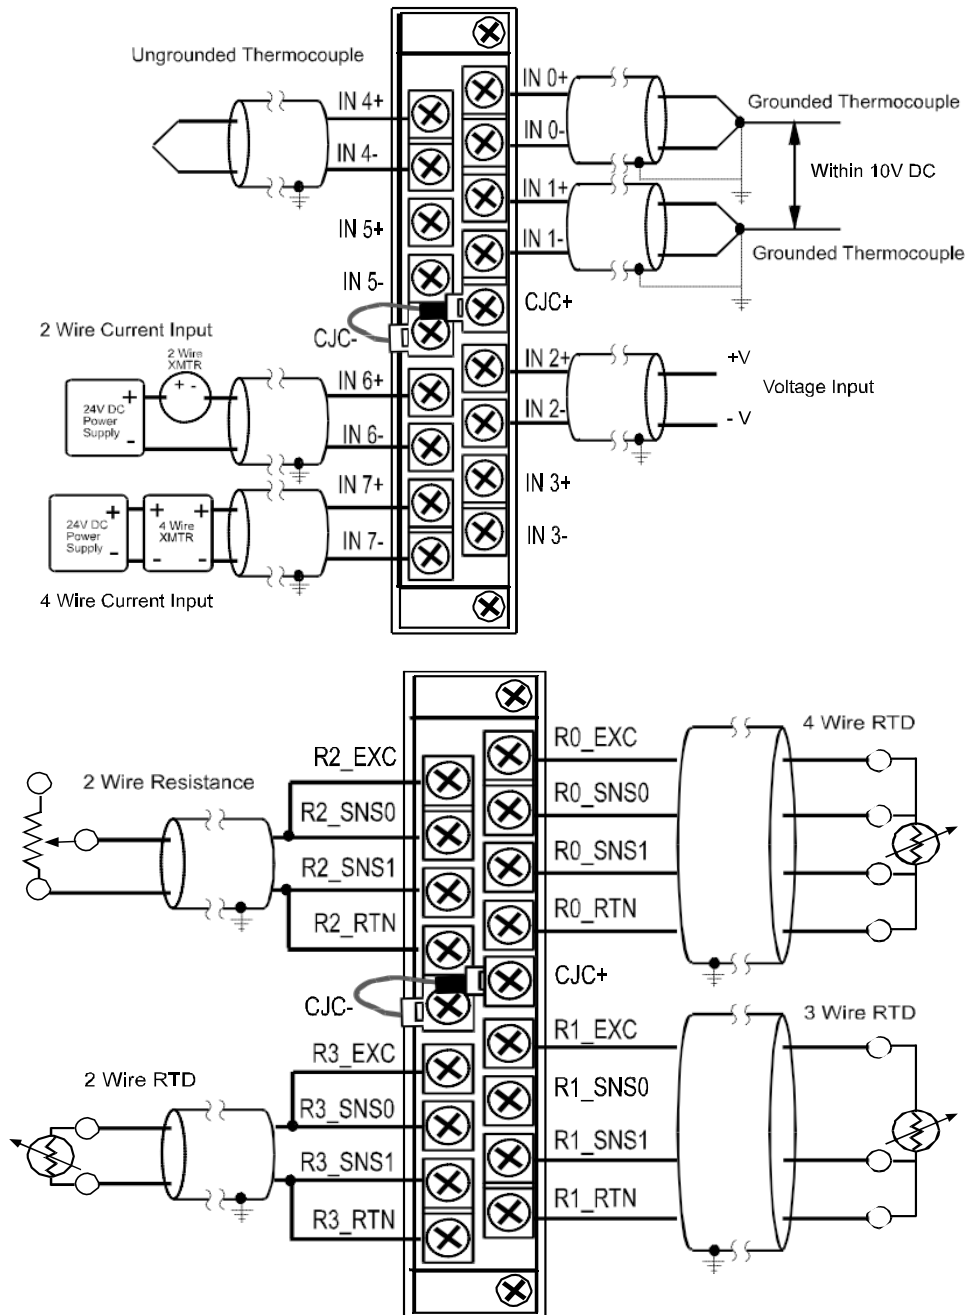 Ungrounded Thermocouple
IN 4+
IN 4-
IN 5+
IN 5-
CJC-
IN 0+
IN 0-
IN 1+
IN 1-
CJC+
Grounded Thermocouple
Within 10V DC
Grounded Thermocouple
2 Wire Current Input
2 Wire
XMTR
+ -
24V DC
Power
Supply
+
-
IN 6+
IN 6-
IN 7+
IN 7-
24V DC
Power
Supply
+
-
4 Wire
XMTR
+ +
- -
4 Wire Current Input
IN 2+
IN 2-
IN 3+
IN 3-
+V
Voltage Input
- V
2 Wire Resistance
R2_EXC
R2_SNS0
R2_SNS1
R2_RTN
CJC-
R0_EXC
R0_SNS0
R0_SNS1
R0_RTN
CJC+
4 Wire RTD
2 Wire RTD
R3_EXC
R3_SNS0
R3_SNS1
R3_RTN
R1_EXC
R1_SNS0
R1_SNS1
R1_RTN
3 Wire RTD